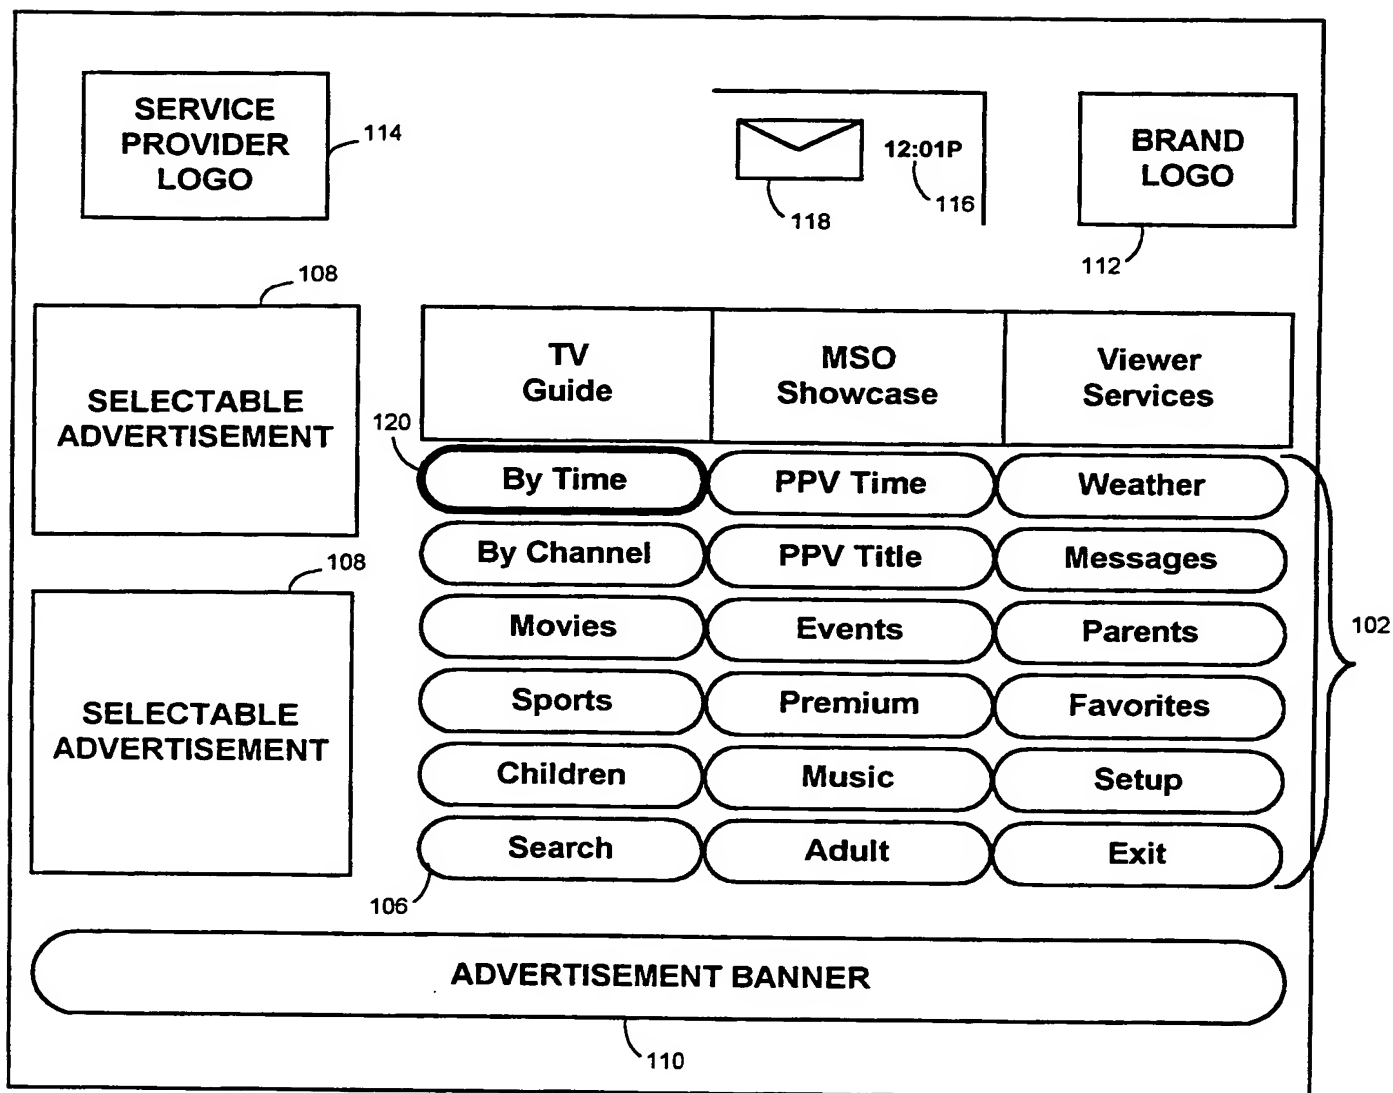 SERVICE
PROVIDER
LOGO
114
12:01P
118
116
BRAND
LOGO
112
108
SELECTABLE
ADVERTISEMENT
108
SELECTABLE
ADVERTISEMENT
TV
Guide
MSO
Showcase
Viewer
Services
120
By Time
PPV Time
Weather
By Channel
PPV Title
Messages
Movies
Events
Parents
102
Sports
Premium
Favorites
Children
Music
Setup
Search
Adult
Exit
106
ADVERTISEMENT BANNER
110